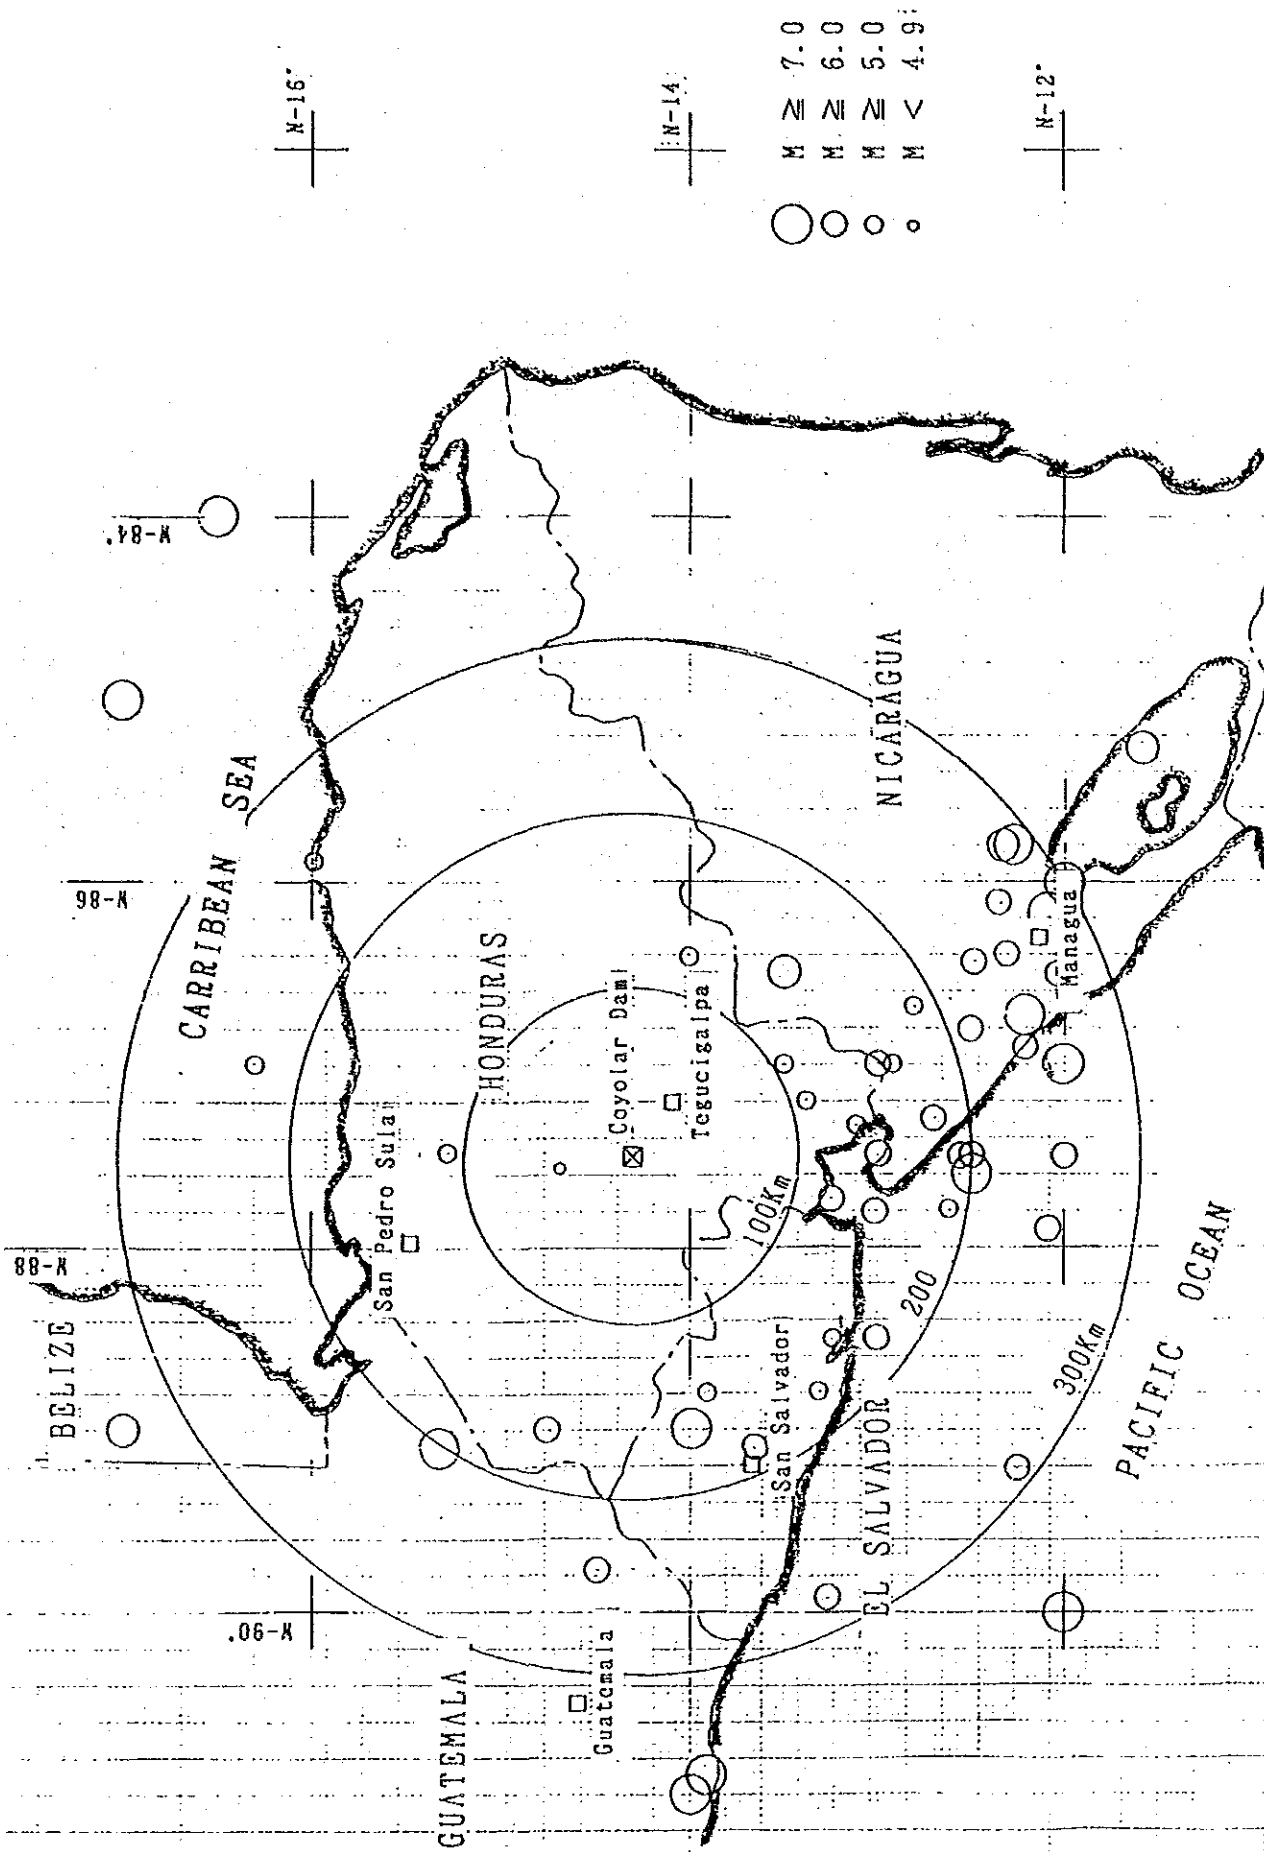 N-16°
N-14
N-12°
M ≧ 7.0
M ≧ 6.0
M ≧ 5.0
M < 4.9
W-84°
W-86
W-88
W-90°
CARRIBEAN SEA
BELIZE
HONDURAS
NICARAGUA
GUATEMALA
EL SALVADOR
PACIFIC OCEAN
San Pedro Sula
Coyolar Dam
Tegucigalpa
Managua
San Salvador
Guatemala
100Km
200
300Km